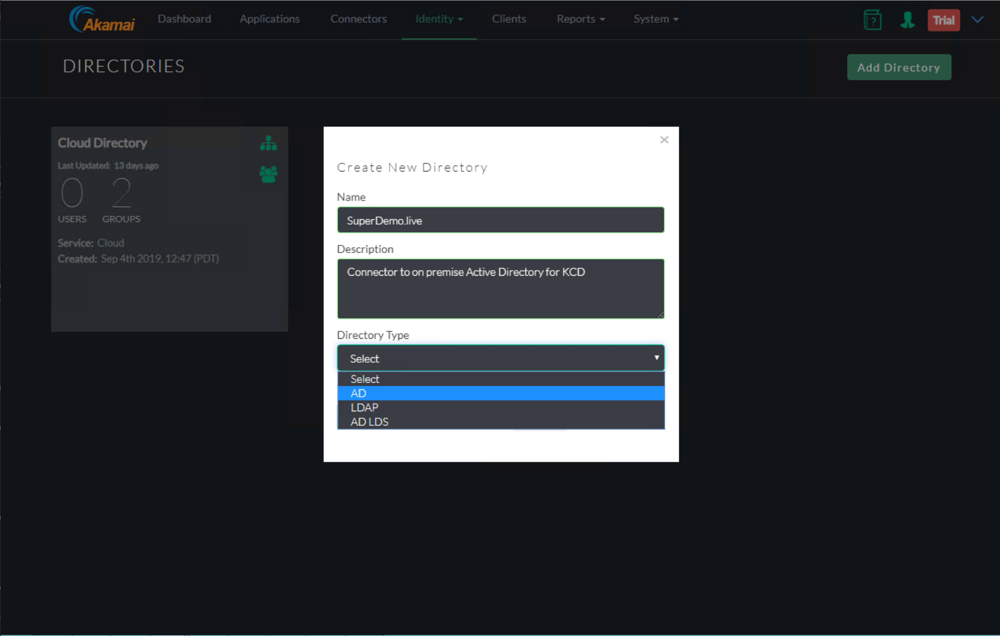 Akamai Dashboard Applications Connectors Identity Clients Reports System ? Trial
DIRECTORIES
Add Directory
Cloud Directory
Last Updated: 13 days ago
0 2
USERS GROUPS
Service: Cloud
Created: Sep 4th 2019, 12:47 (PDT)
×
Create New Directory
Name
SuperDemo.live
Description
Connector to on premise Active Directory for KCD
Directory Type
Select
Select
AD
LDAP
AD LDS